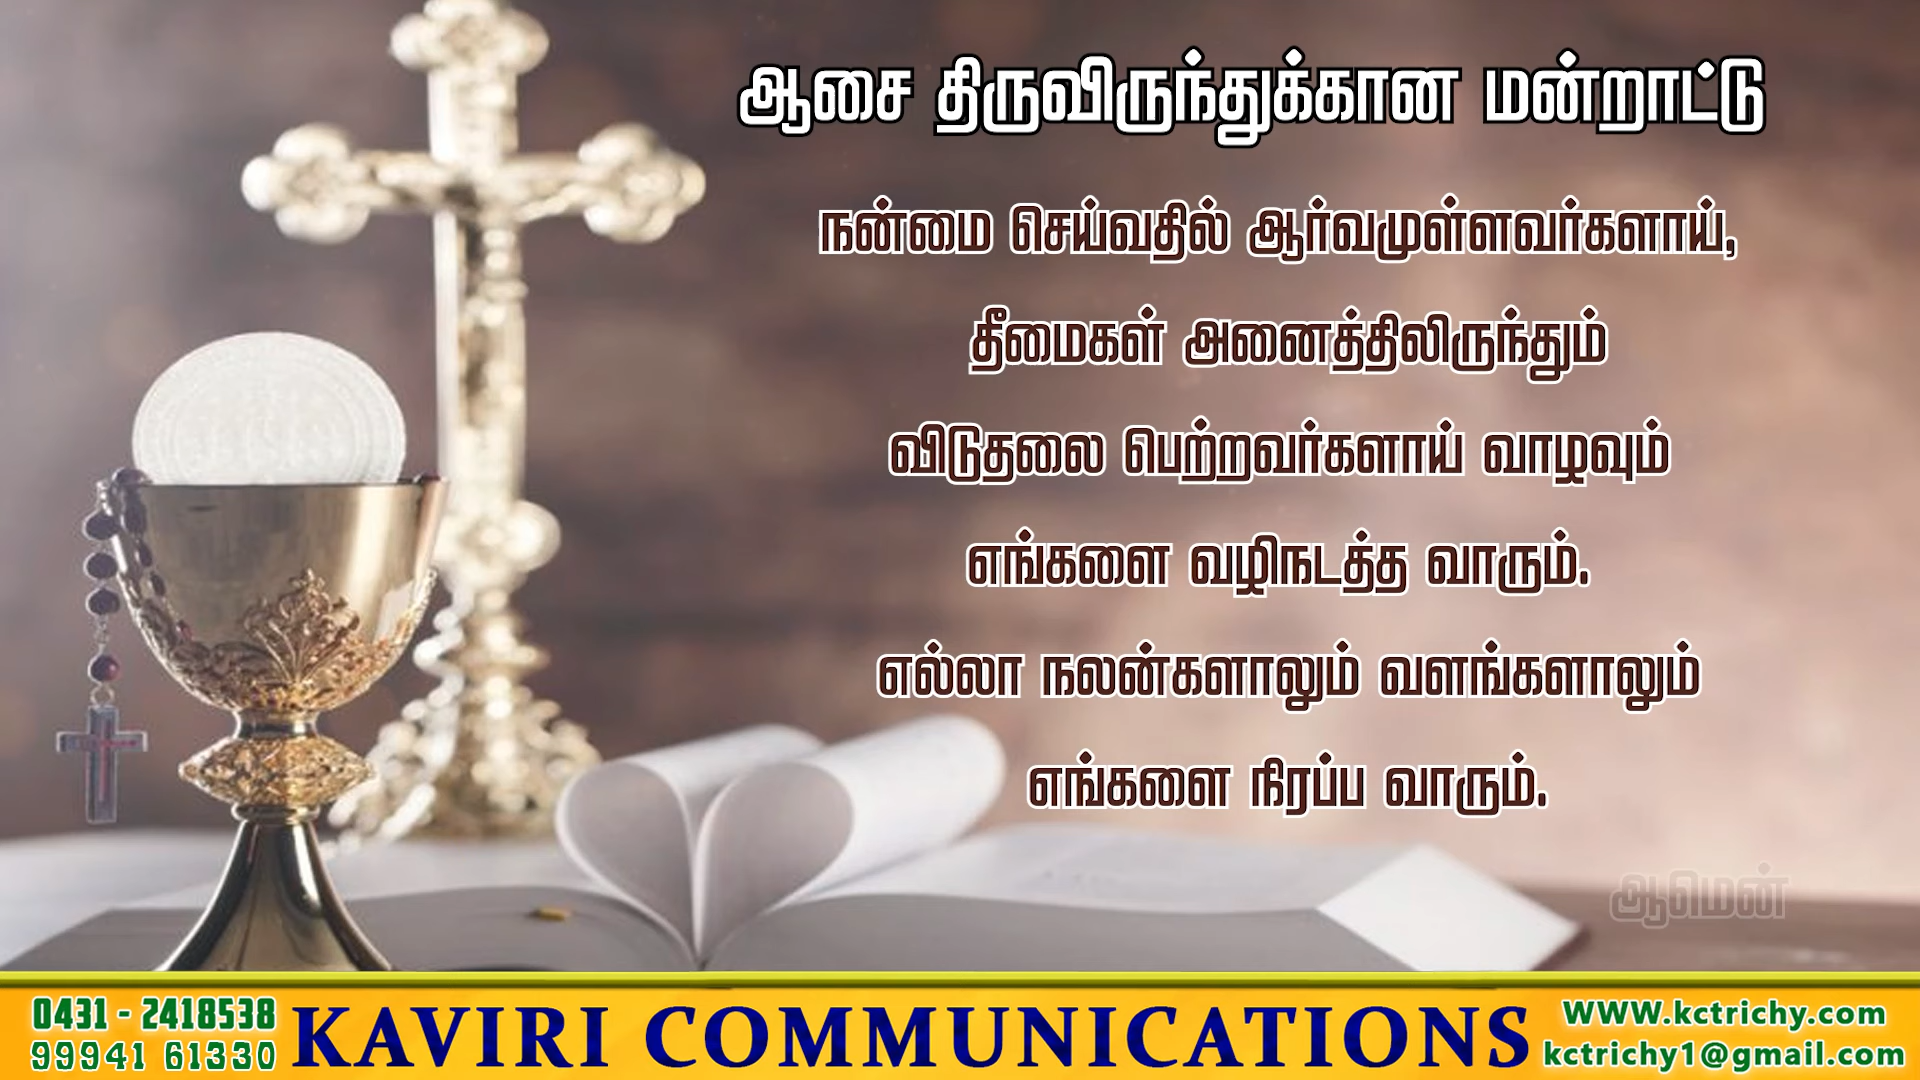 ஆசை திருவிருந்துக்கான மன்றாட்டு
நன்மை செய்வதில் ஆர்வமுள்ளவர்களாய்,
தீமைகள் அனைத்திலிருந்தும்
விடுதலை பெற்றவர்களாய் வாழவும்
எங்களை வழிநடத்த வாரும்.
எல்லா நலன்களாலும் வளங்களாலும்
எங்களை நிரப்ப வாரும்.
ஆமென்
0431 - 2418538
99941 61330
KAVIRI COMMUNICATIONS
www.kctrichy.com
kctrichy1@gmail.com